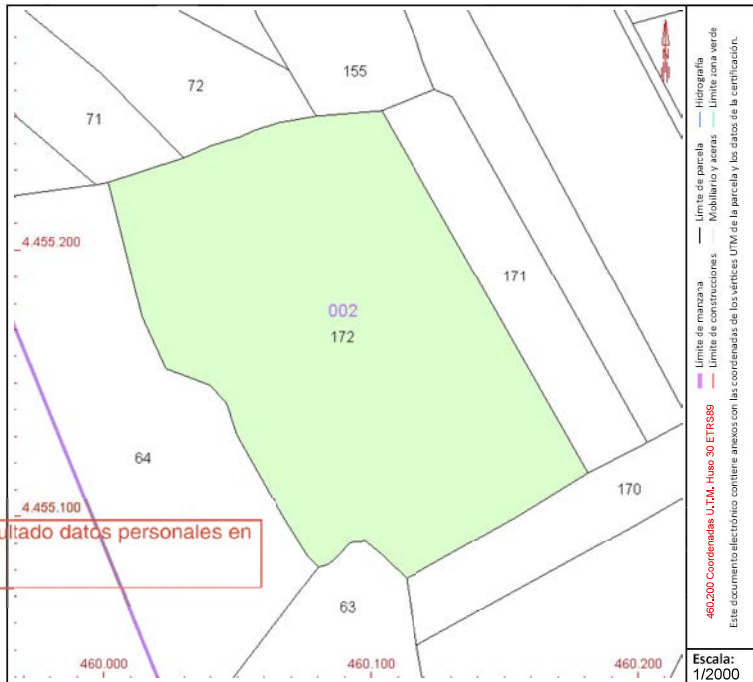 155
72
71
4.455.200
171
002
172
64
4.455.100
170
ultado datos personales en
63
460.000
460.100
460.200
Límite de manzana
Límite de parcela
Hidrografía
Límite de construcciones
Mobiliario y aceras
Límite zona verde
460.200 Coordenadas U.T.M. Huso 30 ETRS89
Este documento electrónico contiene anexos con las coordenadas de los vértices UTM de la parcela y los datos de la certificación.
Escala:
1/2000